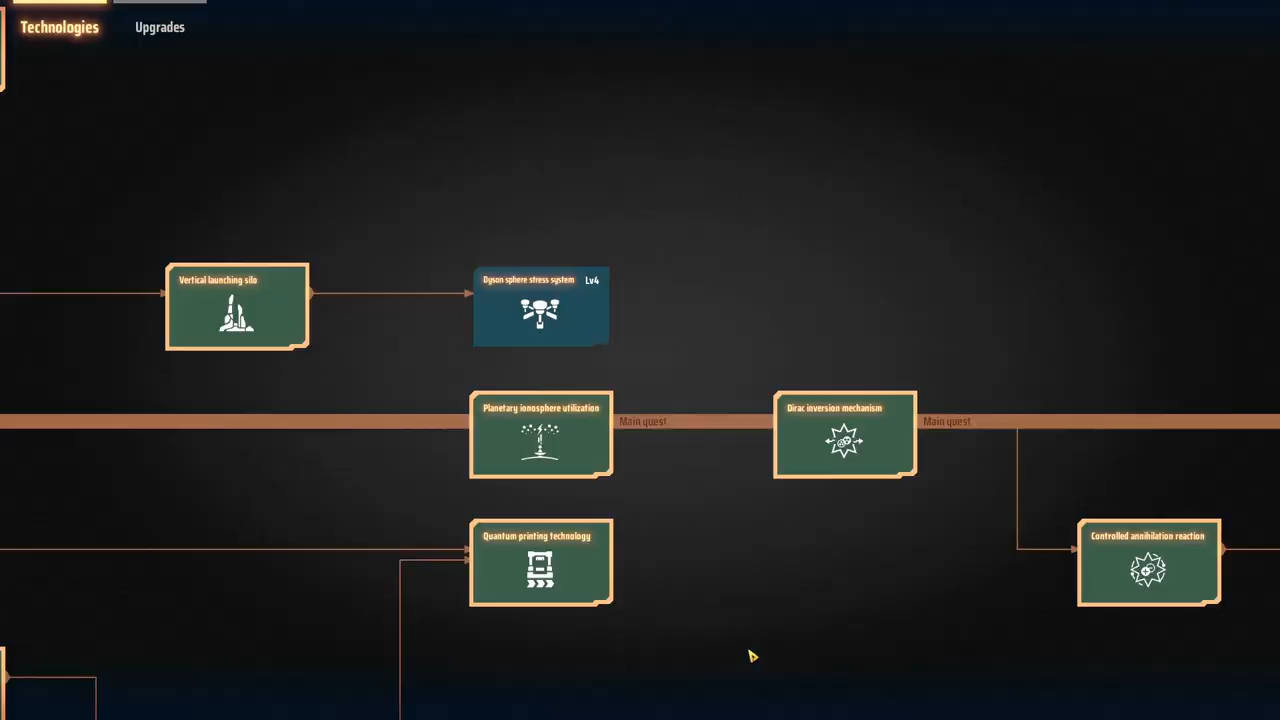 Technologies
Upgrades
Vertical launching silo
Dyson sphere stress system Lv4
Planetary ionosphere utilization
Main quest
Dirac inversion mechanism
Main quest
Quantum printing technology
Controlled annihilation reaction